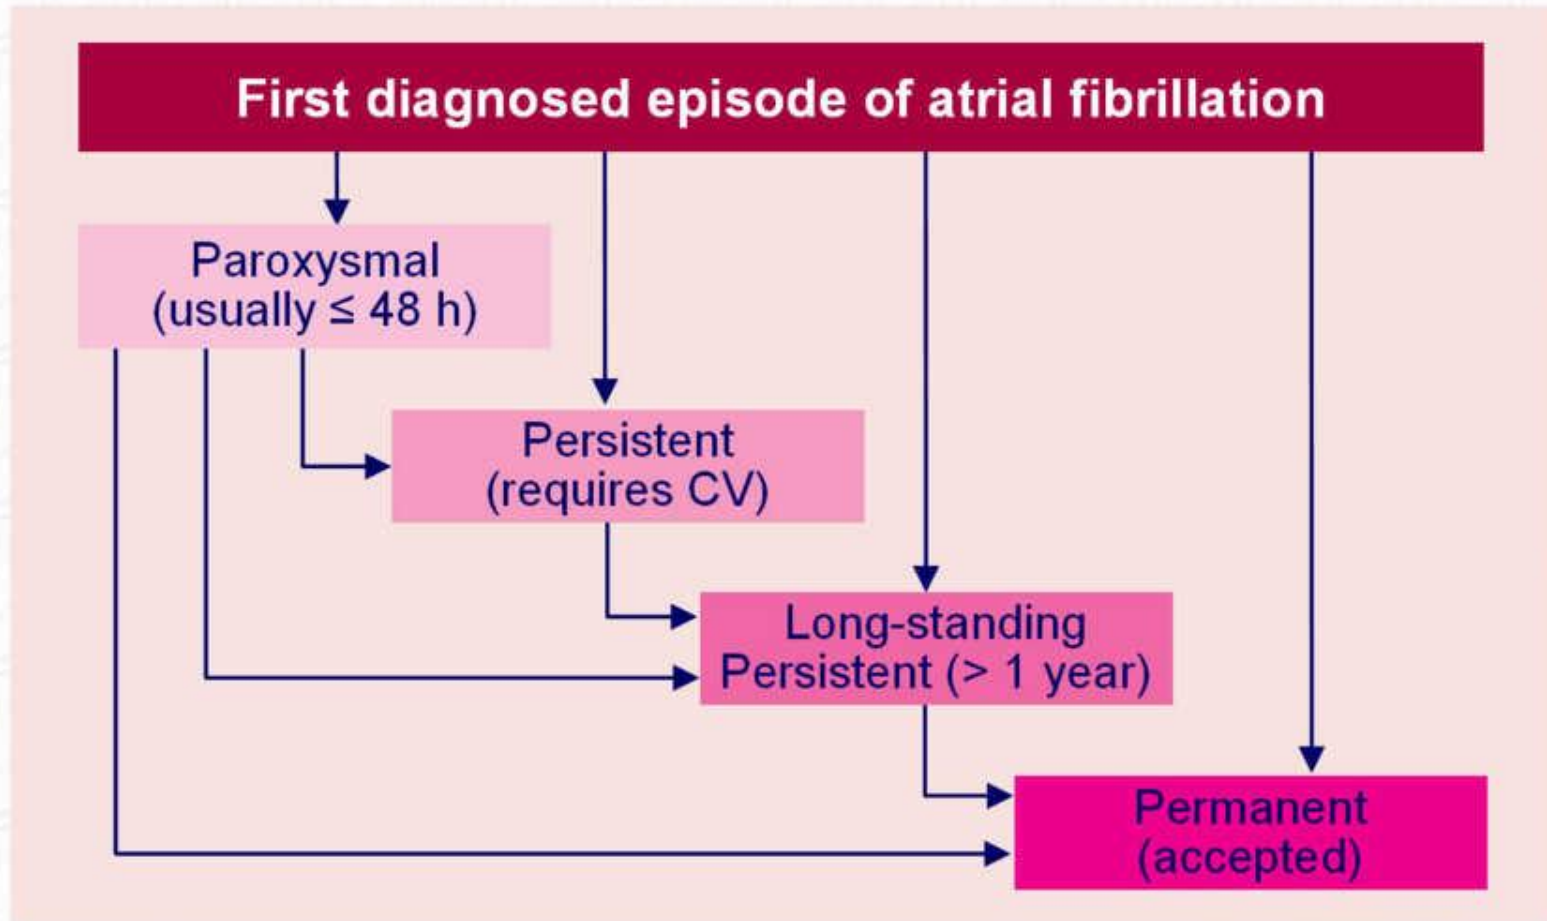 First diagnosed episode of atrial fibrillation
Paroxysmal
(usually ≤ 48 h)
Persistent
(requires CV)
Long-standing
Persistent (> 1 year)
Permanent
(accepted)